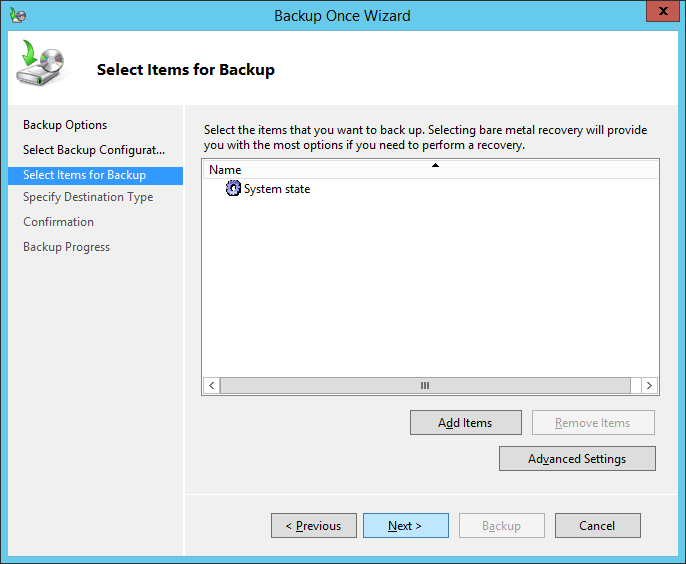 Backup Once Wizard
Select Items for Backup
Backup Options
Select Backup Configurat...
Select Items for Backup
Specify Destination Type
Confirmation
Backup Progress
Select the items that you want to back up. Selecting bare metal recovery will provide
you with the most options if you need to perform a recovery.
Name
System state
Add Items
Remove Items
Advanced Settings
< Previous
Next >
Backup
Cancel